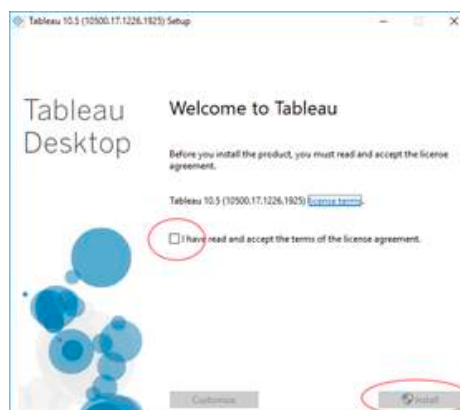 Tableau 10.5 (10500.17.1226.1925) Setup
Tableau
Desktop
Welcome to Tableau
Before you install the product, you must read and accept the license
agreement.
Tableau 10.5 (10500.17.1226.1925) license terms.
I have read and accept the terms of the license agreement.
Customize
Install